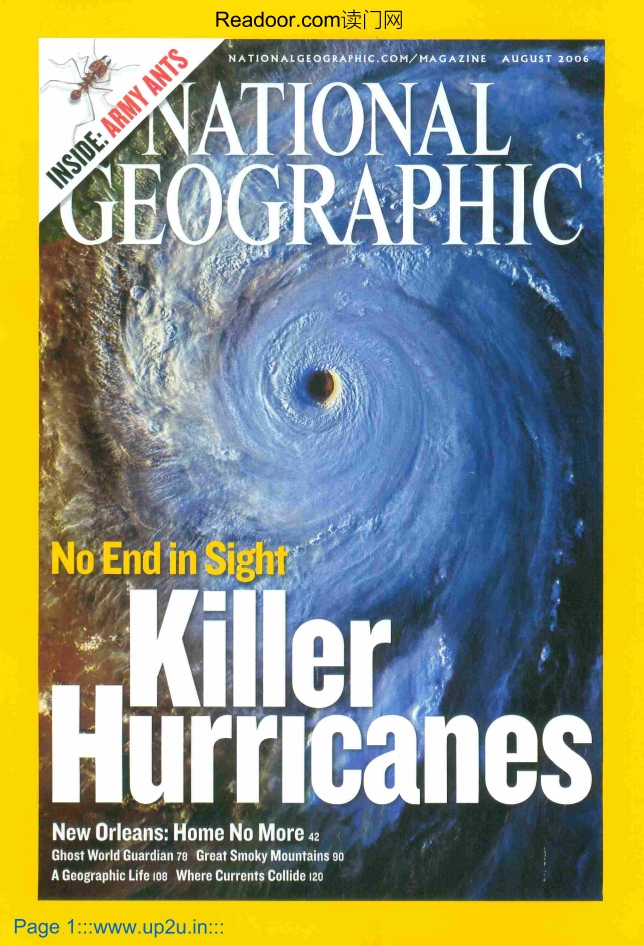 Readoor.com读门网
NATIONALGEOGRAPHIC.COM/MAGAZINE AUGUST 2006
INSIDE: ARMY ANTS
NATIONAL
GEOGRAPHIC
No End in Sight
Killer
Hurricanes
New Orleans: Home No More 42
Ghost World Guardian 78 Great Smoky Mountains 90
A Geographic Life 108 Where Currents Collide 120
Page 1:::www.up2u.in:::